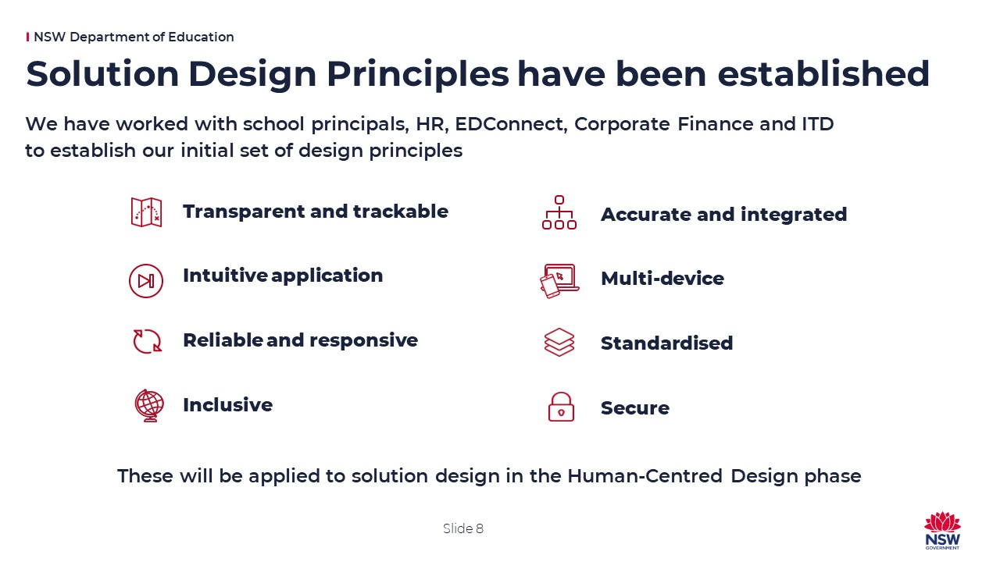 NSW Department of Education
Solution Design Principles have been established
We have worked with school principals, HR, EDConnect, Corporate Finance and ITD
to establish our initial set of design principles
Transparent and trackable
Accurate and integrated
Intuitive application
Multi-device
Reliable and responsive
Standardised
Inclusive
Secure
These will be applied to solution design in the Human-Centred Design phase
Slide 8
NSW
GOVERNMENT